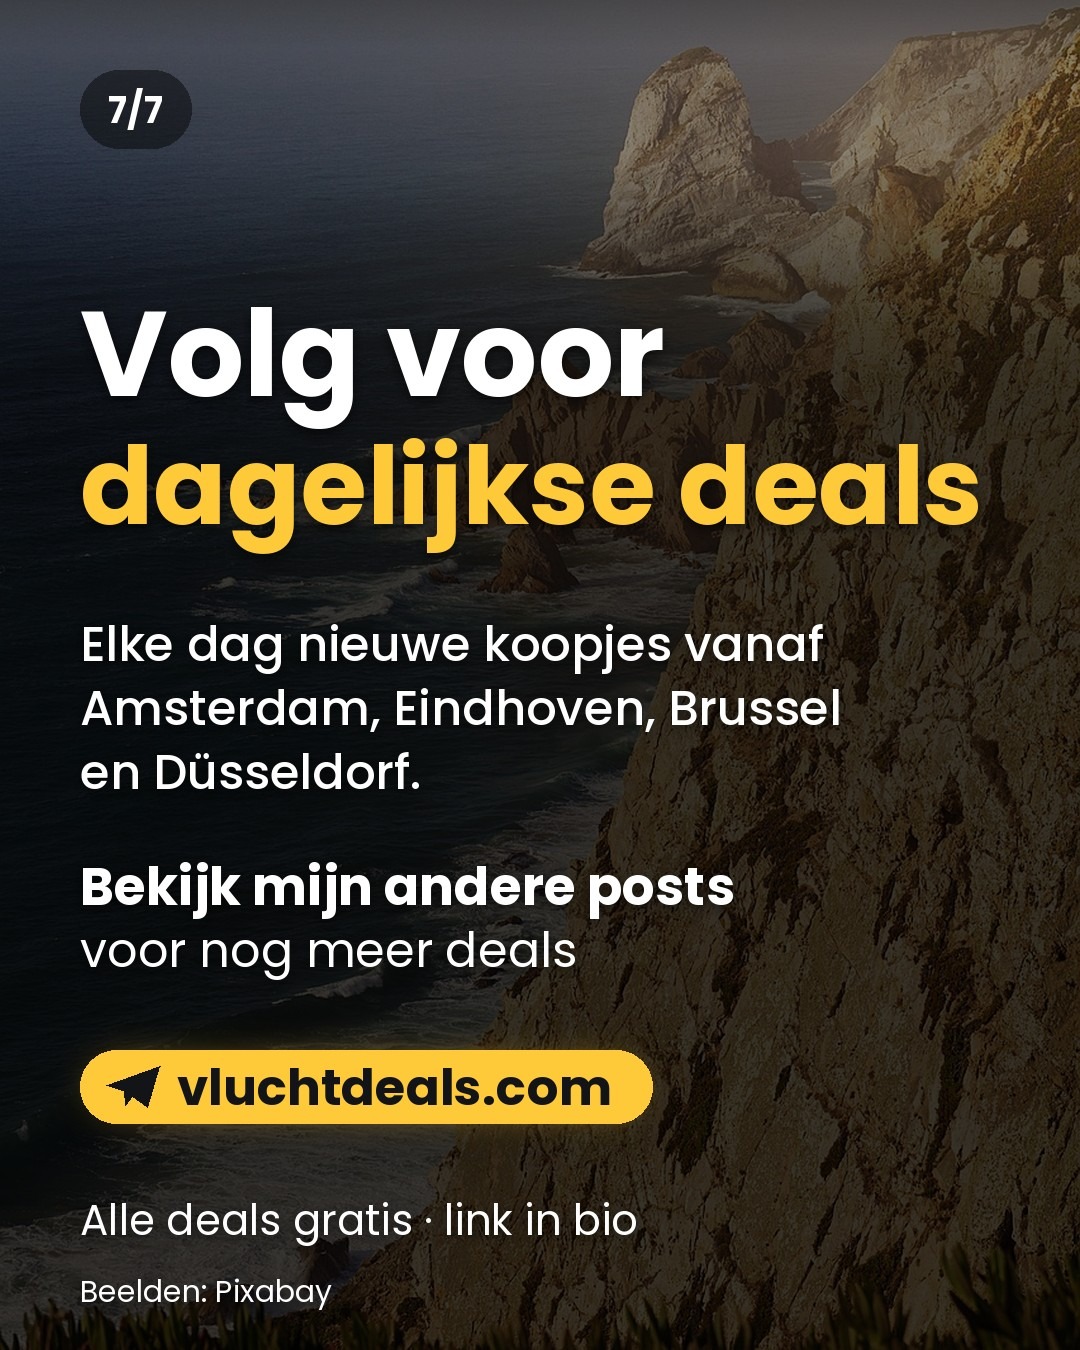 7/7
Volg voor
dagelijkse deals
Elke dag nieuwe koopjes vanaf
Amsterdam, Eindhoven, Brussel
en Düsseldorf.
Bekijk mijn andere posts
voor nog meer deals
vluchtdeals.com
Alle deals gratis · link in bio
Beelden: Pixabay